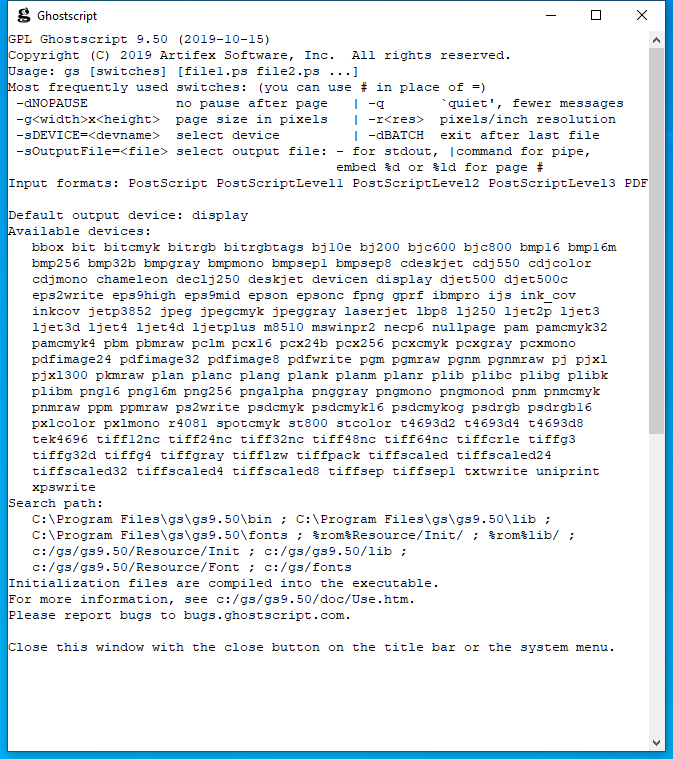 Ghostscript
GPL Ghostscript 9.50 (2019-10-15)
Copyright (C) 2019 Artifex Software, Inc.  All rights reserved.
Usage: gs [switches] [file1.ps file2.ps ...]
Most frequently used switches: (you can use # in place of =)
 -dNOPAUSE           no pause after page   | -q       `quiet', fewer messages
 -g<width>x<height>  page size in pixels   | -r<res>  pixels/inch resolution
 -sDEVICE=<devname>  select device         | -dBATCH  exit after last file
 -sOutputFile=<file> select output file: - for stdout, |command for pipe,
                                         embed %d or %ld for page #
Input formats: PostScript PostScriptLevel1 PostScriptLevel2 PostScriptLevel3 PDF
Default output device: display
Available devices:
   bbox bit bitcmyk bitrgb bitrgbtags bj10e bj200 bjc600 bjc800 bmp16 bmp16m
   bmp256 bmp32b bmpgray bmpmono bmpsep1 bmpsep8 cdeskjet cdj550 cdjcolor
   cdjmono chameleon declj250 deskjet devicen display djet500 djet500c
   eps2write eps9high eps9mid epson epsonc fpng gprf ibmpro ijs ink_cov
   inkcov jetp3852 jpeg jpegcmyk jpeggray laserjet lbp8 lj250 ljet2p ljet3
   ljet3d ljet4 ljet4d ljetplus m8510 mswinpr2 necp6 nullpage pam pamcmyk32
   pamcmyk4 pbm pbmraw pclm pcx16 pcx24b pcx256 pcxcmyk pcxgray pcxmono
   pdfimage24 pdfimage32 pdfimage8 pdfwrite pgm pgmraw pgnm pgnmraw pj pjxl
   pjxl300 pkmraw plan planc plang plank planm planr plib plibc plibg plibk
   plibm png16 png16m png256 pngalpha pnggray pngmono pngmonod pnm pnmcmyk
   pnmraw ppm ppmraw ps2write psdcmyk psdcmyk16 psdcmykog psdrgb psdrgb16
   pxlcolor pxlmono r4081 spotcmyk st800 stcolor t4693d2 t4693d4 t4693d8
   tek4696 tiff12nc tiff24nc tiff32nc tiff48nc tiff64nc tiffcrle tiffg3
   tiffg32d tiffg4 tiffgray tifflzw tiffpack tiffscaled tiffscaled24
   tiffscaled32 tiffscaled4 tiffscaled8 tiffsep tiffsep1 txtwrite uniprint
   xpswrite
Search path:
   C:\Program Files\gs\gs9.50\bin ; C:\Program Files\gs\gs9.50\lib ;
   C:\Program Files\gs\gs9.50\fonts ; %rom%Resource/Init/ ; %rom%lib/ ;
   c:/gs/gs9.50/Resource/Init ; c:/gs/gs9.50/lib ;
   c:/gs/gs9.50/Resource/Font ; c:/gs/fonts
Initialization files are compiled into the executable.
For more information, see c:/gs/gs9.50/doc/Use.htm.
Please report bugs to bugs.ghostscript.com.
Close this window with the close button on the title bar or the system menu.